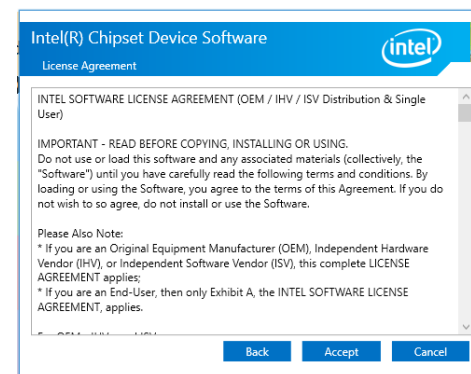 Intel(R) Chipset Device Software
intel
License Agreement
INTEL SOFTWARE LICENSE AGREEMENT (OEM / IHV / ISV Distribution & Single
User)
IMPORTANT - READ BEFORE COPYING, INSTALLING OR USING.
Do not use or load this software and any associated materials (collectively, the
"Software") until you have carefully read the following terms and conditions. By
loading or using the Software, you agree to the terms of this Agreement. If you do
not wish to so agree, do not install or use the Software.
Please Also Note:
* If you are an Original Equipment Manufacturer (OEM), Independent Hardware
Vendor (IHV), or Independent Software Vendor (ISV), this complete LICENSE
AGREEMENT applies;
* If you are an End-User, then only Exhibit A, the INTEL SOFTWARE LICENSE
AGREEMENT, applies.
Back Accept Cancel